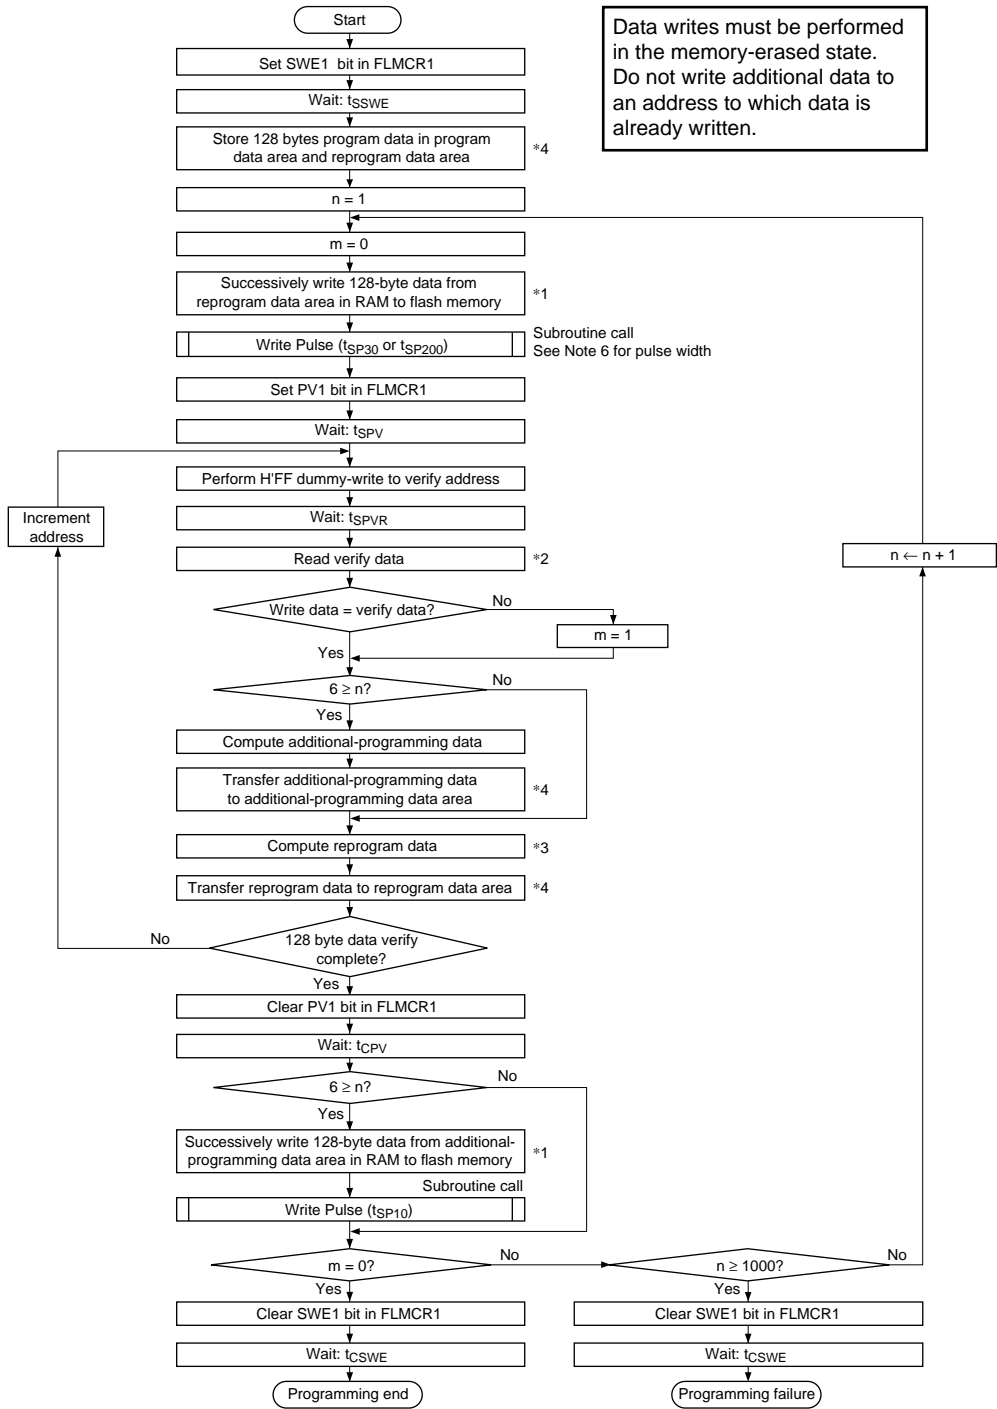 Start
Data writes must be performed
in the memory-erased state.
Do not write additional data to
an address to which data is
already written.
Set SWE1 bit in FLMCR1
Wait: tSSWE
Store 128 bytes program data in program
data area and reprogram data area
*4
n = 1
m = 0
Successively write 128-byte data from
reprogram data area in RAM to flash memory
*1
Write Pulse (tSP30 or tSP200)
Subroutine call
See Note 6 for pulse width
Set PV1 bit in FLMCR1
Wait: tSPV
Perform H'FF dummy-write to verify address
Increment
address
Wait: tSPVR
Read verify data
*2
n ← n + 1
Write data = verify data?
No
m = 1
Yes
6 ≥ n?
No
Yes
Compute additional-programming data
Transfer additional-programming data
to additional-programming data area
*4
Compute reprogram data
*3
Transfer reprogram data to reprogram data area
*4
No
128 byte data verify
complete?
Yes
Clear PV1 bit in FLMCR1
Wait: tCPV
6 ≥ n?
No
Yes
Successively write 128-byte data from additional-
programming data area in RAM to flash memory
*1
Subroutine call
Write Pulse (tSP10)
m = 0?
No
n ≥ 1000?
No
Yes
Yes
Clear SWE1 bit in FLMCR1
Clear SWE1 bit in FLMCR1
Wait: tCSWE
Wait: tCSWE
Programming end
Programming failure